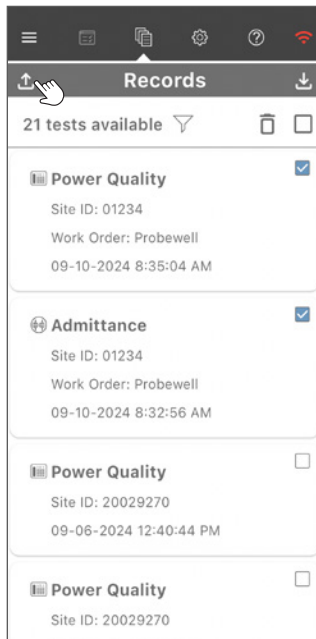 Records
21 tests available
Power Quality
Site ID: 01234
Work Order: Probewell
09-10-2024 8:35:04 AM
Admittance
Site ID: 01234
Work Order: Probewell
09-10-2024 8:32:56 AM
Power Quality
Site ID: 20029270
09-06-2024 12:40:44 PM
Power Quality
Site ID: 20029270